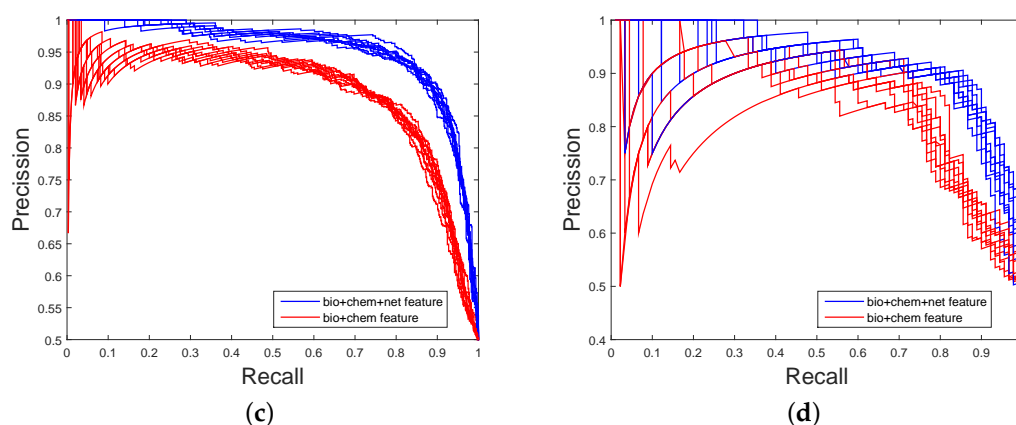 1
0.95
0.9
0.85
0.8
0.75
0.7
0.65
0.6
0.55
0.5
Precission
0 0.1 0.2 0.3 0.4 0.5 0.6 0.7 0.8 0.9 1
Recall
bio+chem+net feature
bio+chem feature
(c)
1
0.9
0.8
0.7
0.6
0.5
0.4
Precission
0 0.1 0.2 0.3 0.4 0.5 0.6 0.7 0.8 0.9
Recall
bio+chem+net feature
bio+chem feature
(d)